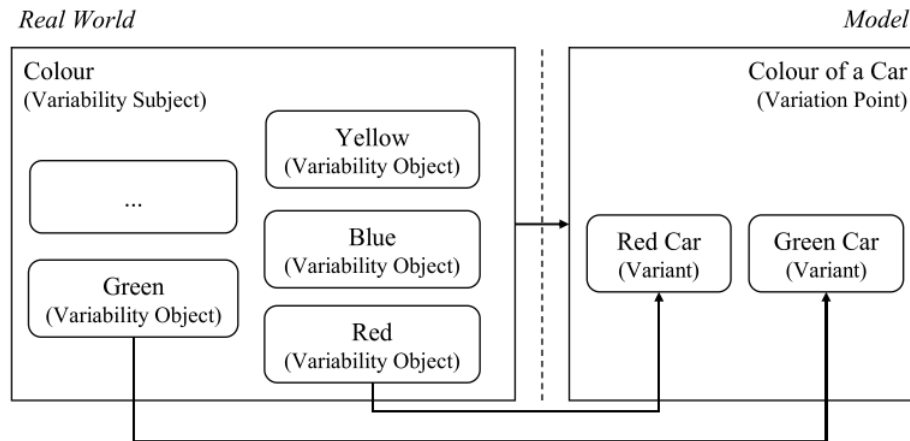 Real World
Model
Colour
(Variability Subject)
Yellow
(Variability Object)
...
Blue
(Variability Object)
Green
(Variability Object)
Red
(Variability Object)
Colour of a Car
(Variation Point)
Red Car
(Variant)
Green Car
(Variant)